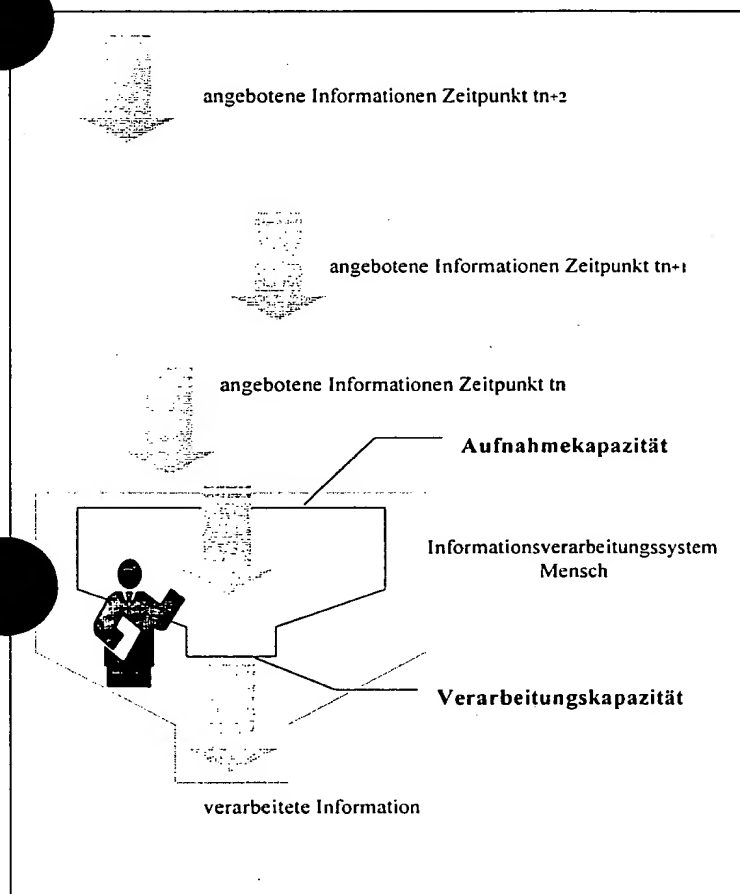 angebotene Informationen Zeitpunkt tn+2
angebotene Informationen Zeitpunkt tn+1
angebotene Informationen Zeitpunkt tn
Aufnahmekapazität
Informationsverarbeitungssystem
Mensch
Verarbeitungskapazität
verarbeitete Information